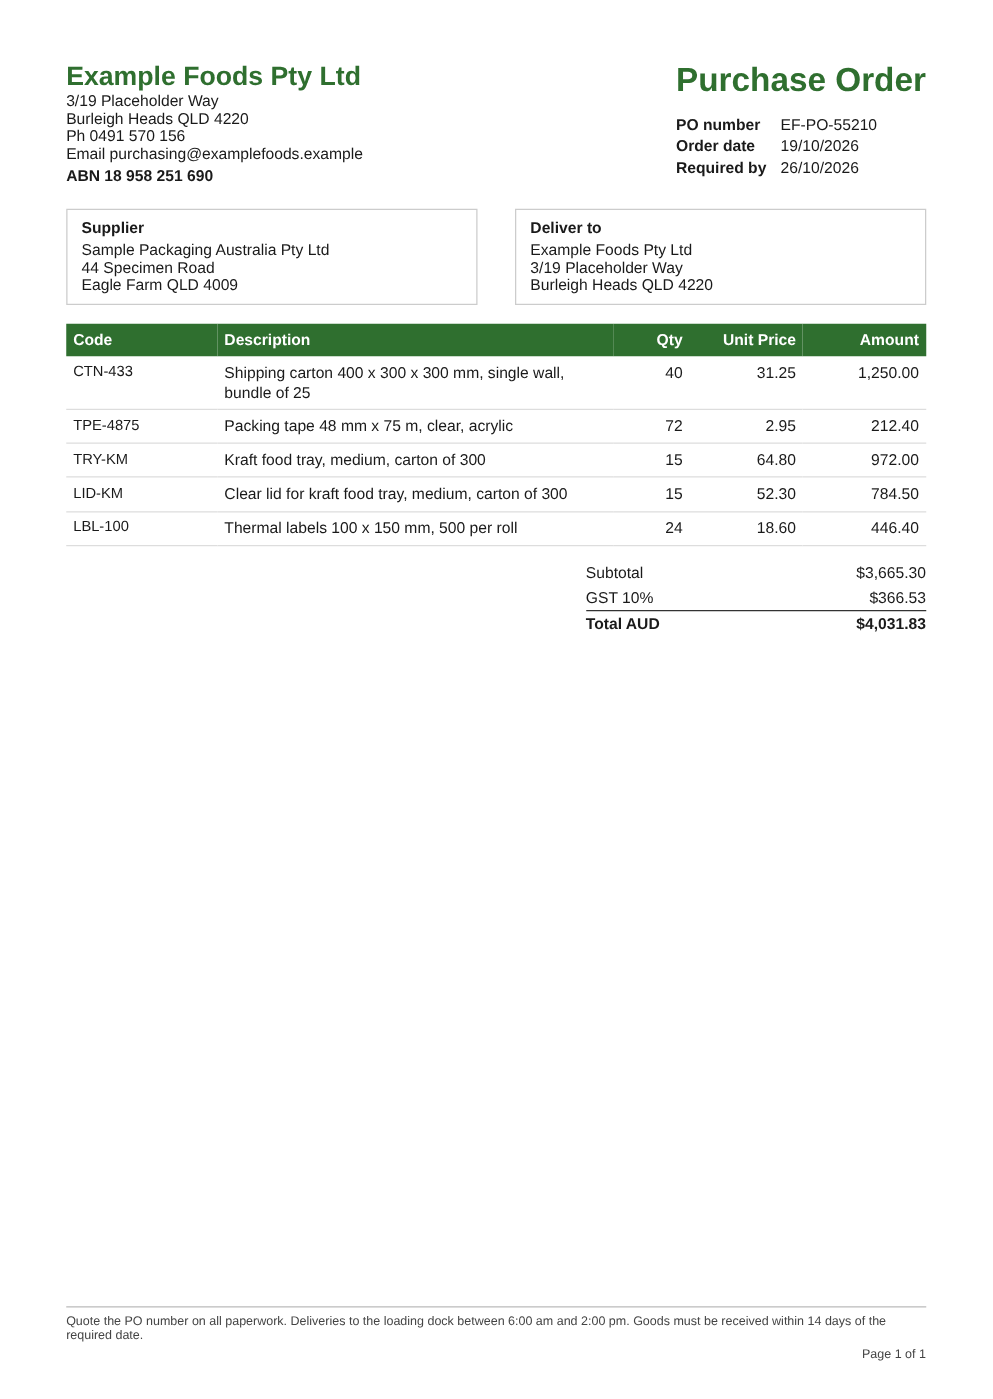 Example Foods Pty Ltd
3/19 Placeholder Way
Burleigh Heads QLD 4220
Ph 0491 570 156
Email purchasing@examplefoods.example
ABN 18 958 251 690
Purchase Order
PO number EF-PO-55210
Order date 19/10/2026
Required by 26/10/2026
Supplier
Sample Packaging Australia Pty Ltd
44 Specimen Road
Eagle Farm QLD 4009
Deliver to
Example Foods Pty Ltd
3/19 Placeholder Way
Burleigh Heads QLD 4220
Code Description Qty Unit Price Amount
CTN-433 Shipping carton 400 x 300 x 300 mm, single wall, 40 31.25 1,250.00
bundle of 25
TPE-4875 Packing tape 48 mm x 75 m, clear, acrylic 72 2.95 212.40
TRY-KM Kraft food tray, medium, carton of 300 15 64.80 972.00
LID-KM Clear lid for kraft food tray, medium, carton of 300 15 52.30 784.50
LBL-100 Thermal labels 100 x 150 mm, 500 per roll 24 18.60 446.40
Subtotal $3,665.30
GST 10% $366.53
Total AUD $4,031.83
Quote the PO number on all paperwork. Deliveries to the loading dock between 6:00 am and 2:00 pm. Goods must be received within 14 days of the
required date.
Page 1 of 1